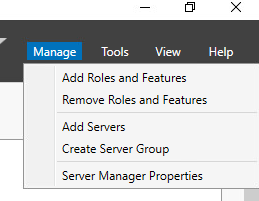 Manage Tools View Help
Add Roles and Features
Remove Roles and Features
Add Servers
Create Server Group
Server Manager Properties